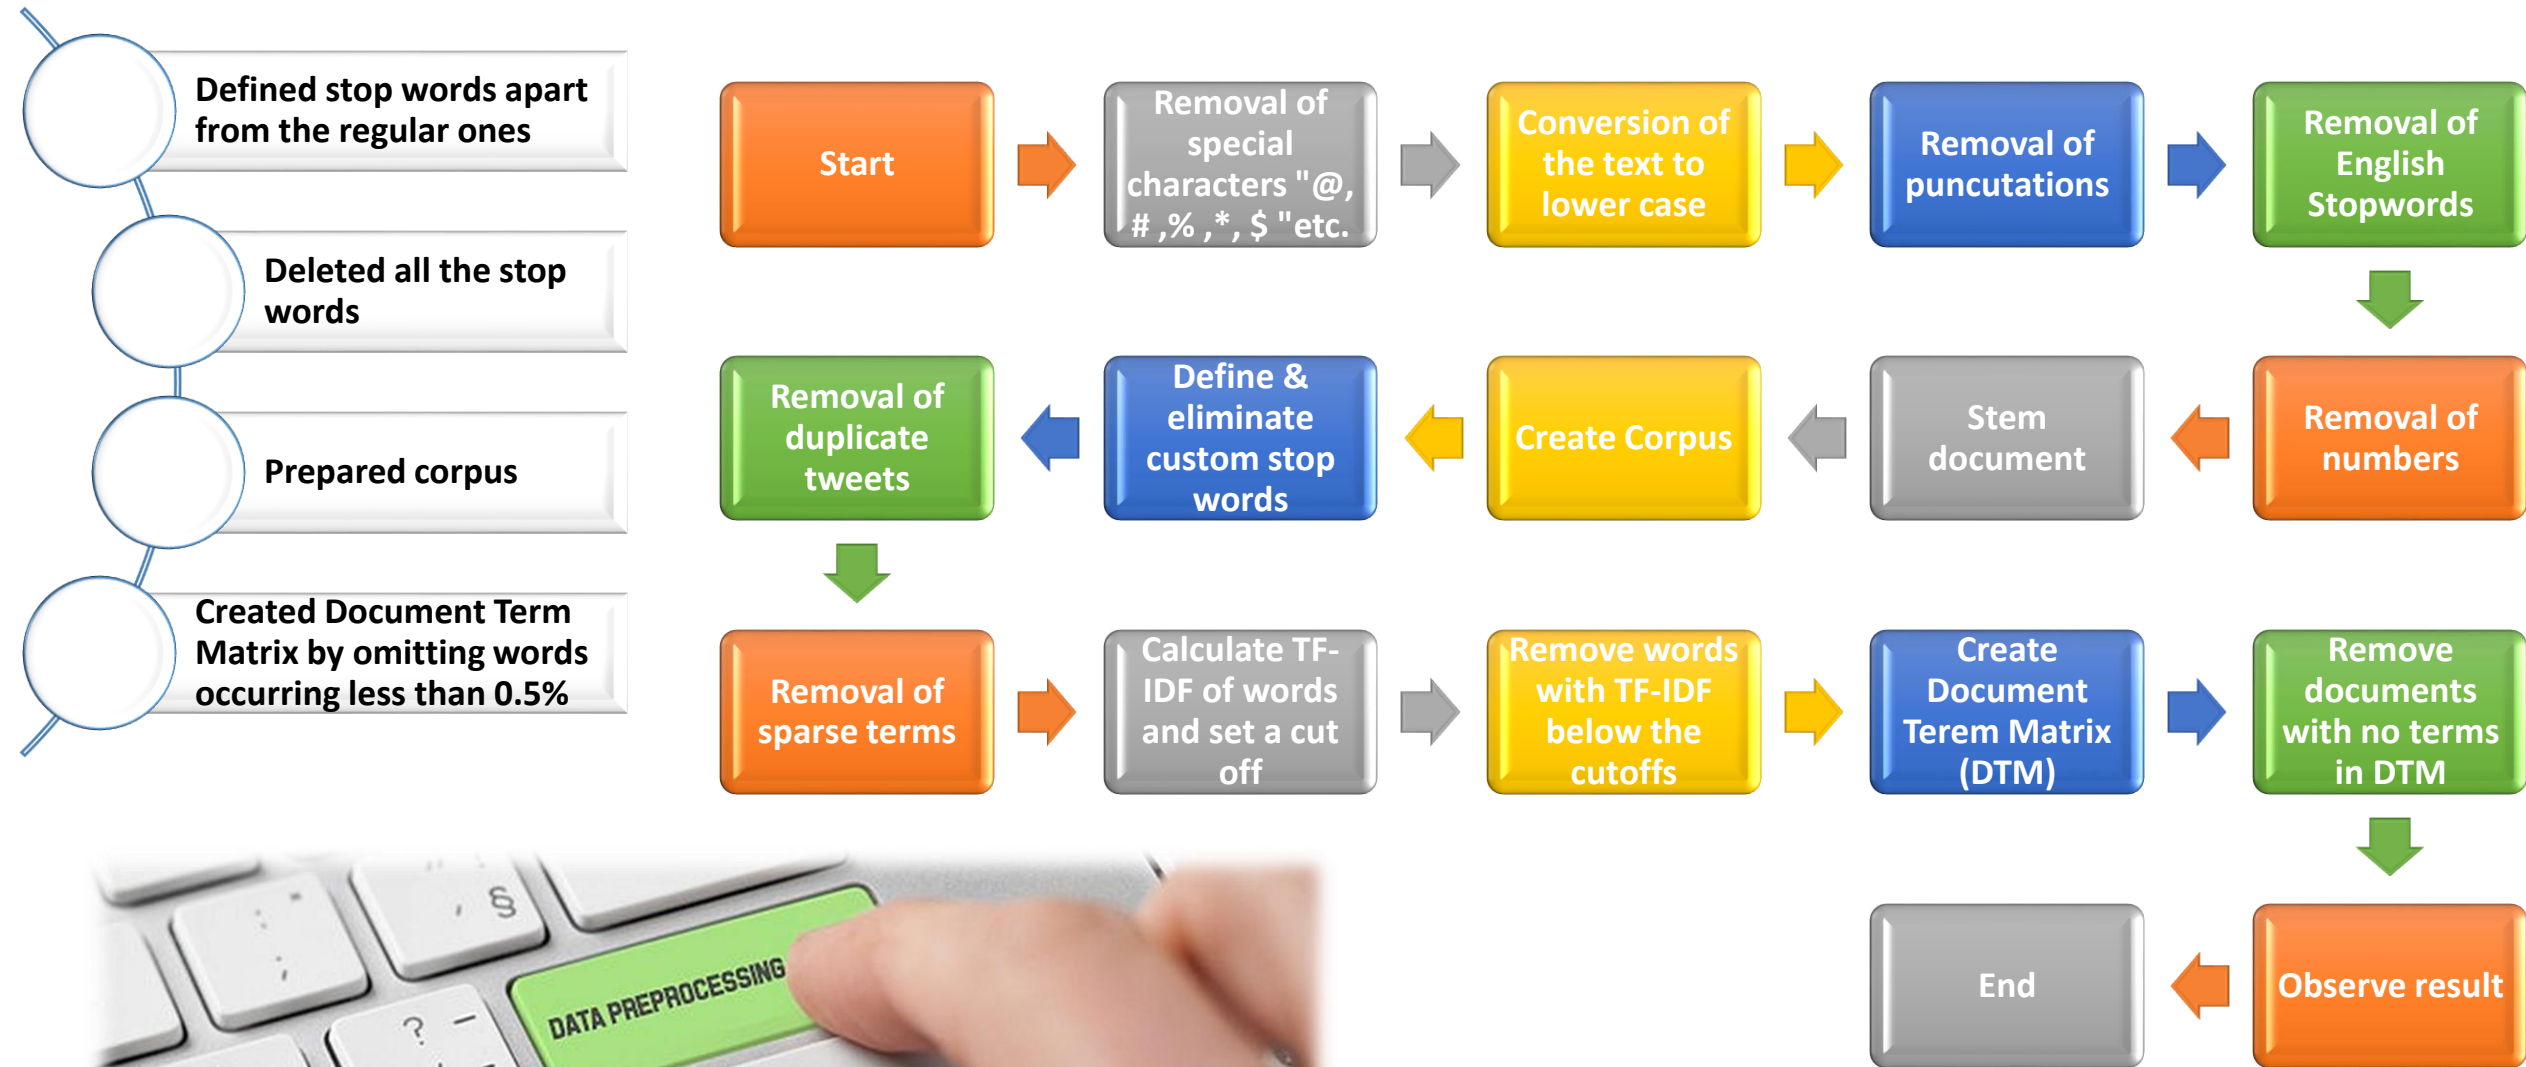 Defined stop words apart
from the regular ones
Deleted all the stop
words
Prepared corpus
Created Document Term
Matrix by omitting words
occurring less than 0.5%
Start
Removal of
special
characters "@,
# ,% ,*, $ "etc.
Conversion of
the text to
lower case
Removal of
puncutations
Removal of
English
Stopwords
Removal of
numbers
Stem
document
Create Corpus
Define &
eliminate
custom stop
words
Removal of
duplicate
tweets
Removal of
sparse terms
Calculate TF-
IDF of words
and set a cut
off
Remove words
with TF-IDF
below the
cutoffs
Create
Document
Terem Matrix
(DTM)
Remove
documents
with no terms
in DTM
Observe result
End
DATA PREPROCESSING
§
? –